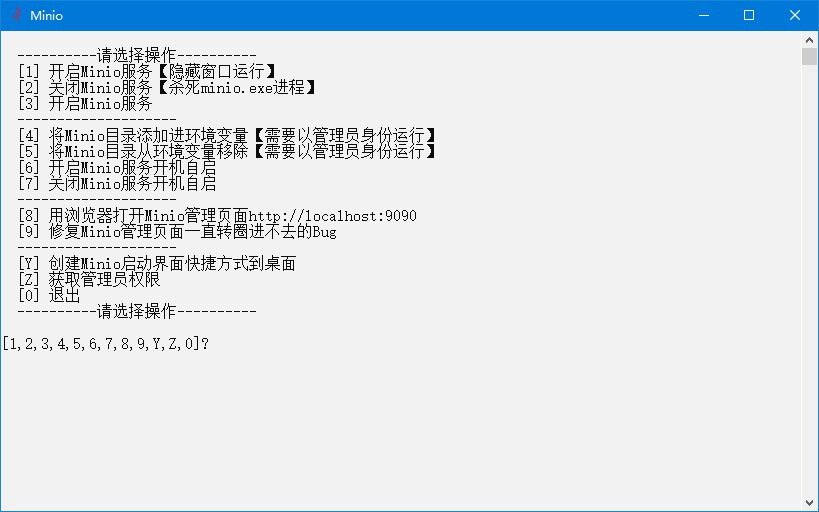 Minio
----------请选择操作----------
[1] 开启Minio服务【隐藏窗口运行】
[2] 关闭Minio服务【杀死minio.exe进程】
[3] 开启Minio服务
--------------------
[4] 将Minio目录添加进环境变量【需要以管理员身份运行】
[5] 将Minio目录从环境变量移除【需要以管理员身份运行】
[6] 开启Minio服务开机自启
[7] 关闭Minio服务开机自启
--------------------
[8] 用浏览器打开Minio管理页面http://localhost:9090
[9] 修复Minio管理页面一直转圈进不去的Bug
--------------------
[Y] 创建Minio启动界面快捷方式到桌面
[Z] 获取管理员权限
[0] 退出
----------请选择操作----------
[1,2,3,4,5,6,7,8,9,Y,Z,0]?